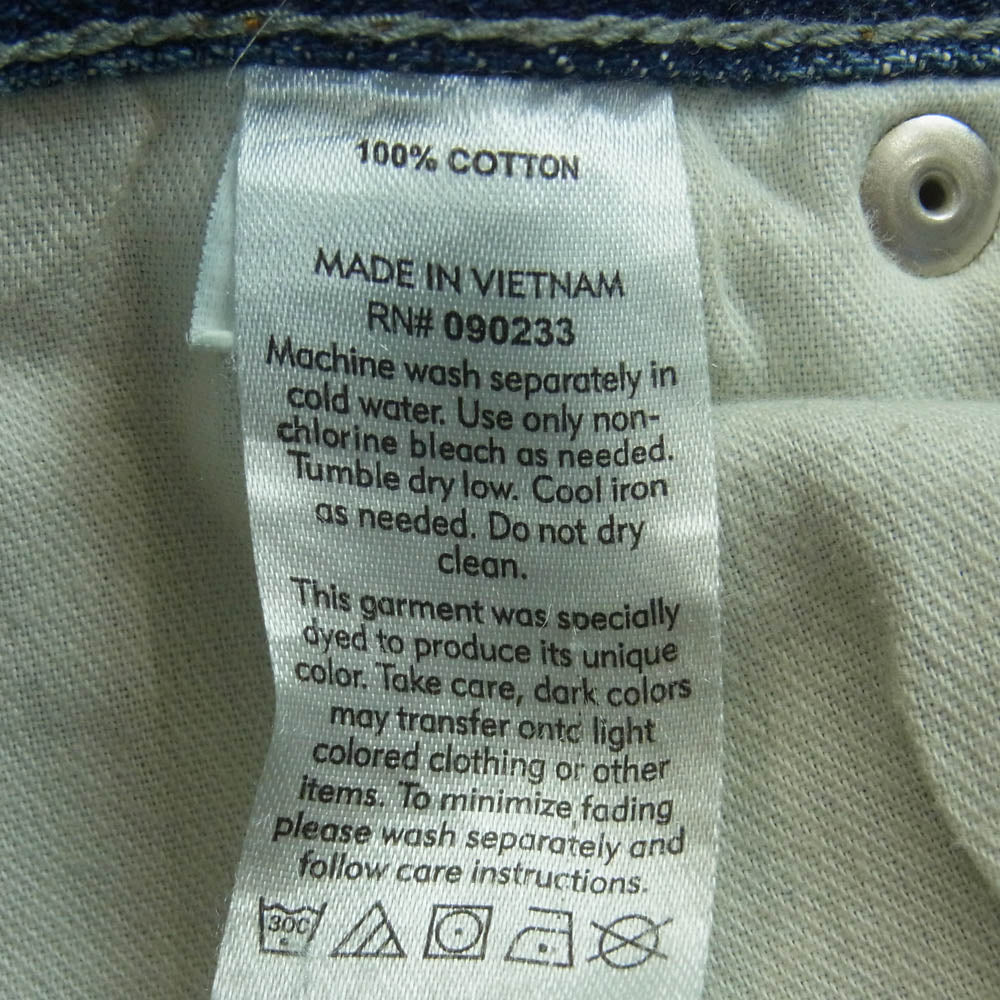 100% COTTON
MADE IN VIETNAM
RN# 090233
Machine wash separately in
cold water. Use only non-
chlorine bleach as needed.
Tumble dry low. Cool iron
as needed. Do not dry
clean.
This garment was specially
dyed to produce its unique
color. Take care, dark colors
may transfer onto light
colored clothing or other
items. To minimize fading
please wash separately and
follow care instructions.
30C